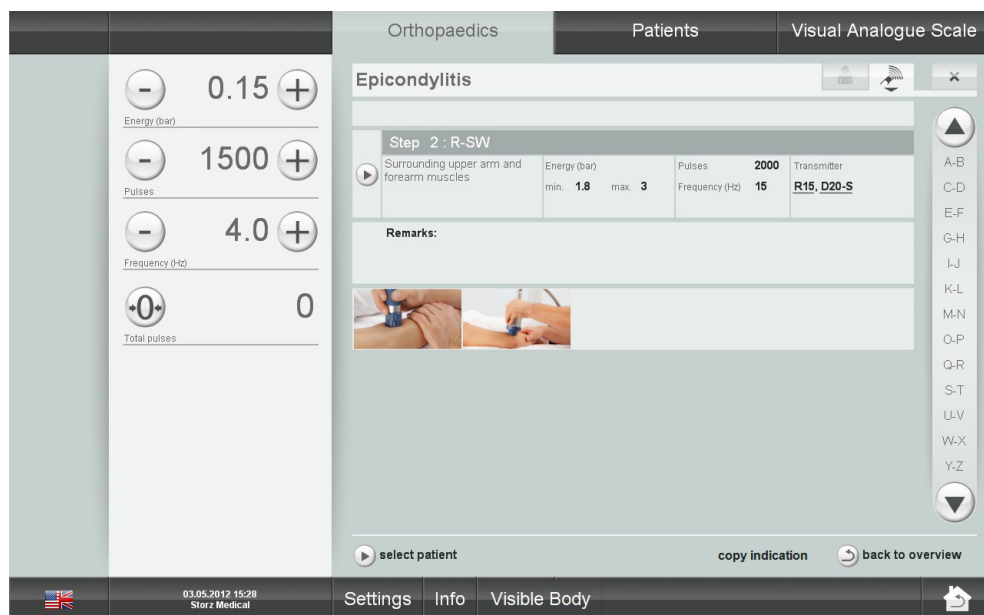 Orthopaedics
Patients
Visual Analogue Scale
- 0.15 +
Energy (bar)
- 1500 +
Pulses
- 4.0 +
Frequency (Hz)
0 0
Total pulses
Epicondylitis
×
Step 2 : R-SW
Surrounding upper arm and
forearm muscles
Energy (bar)
min. 1.8 max. 3
Pulses 2000
Frequency (Hz) 15
Transmitter
R15, D20-S
Remarks:
A-B
C-D
E-F
G-H
I-J
K-L
M-N
O-P
Q-R
S-T
U-V
W-X
Y-Z
select patient
copy indication
back to overview
03.05.2012 15:28
Storz Medical
Settings
Info
Visible Body